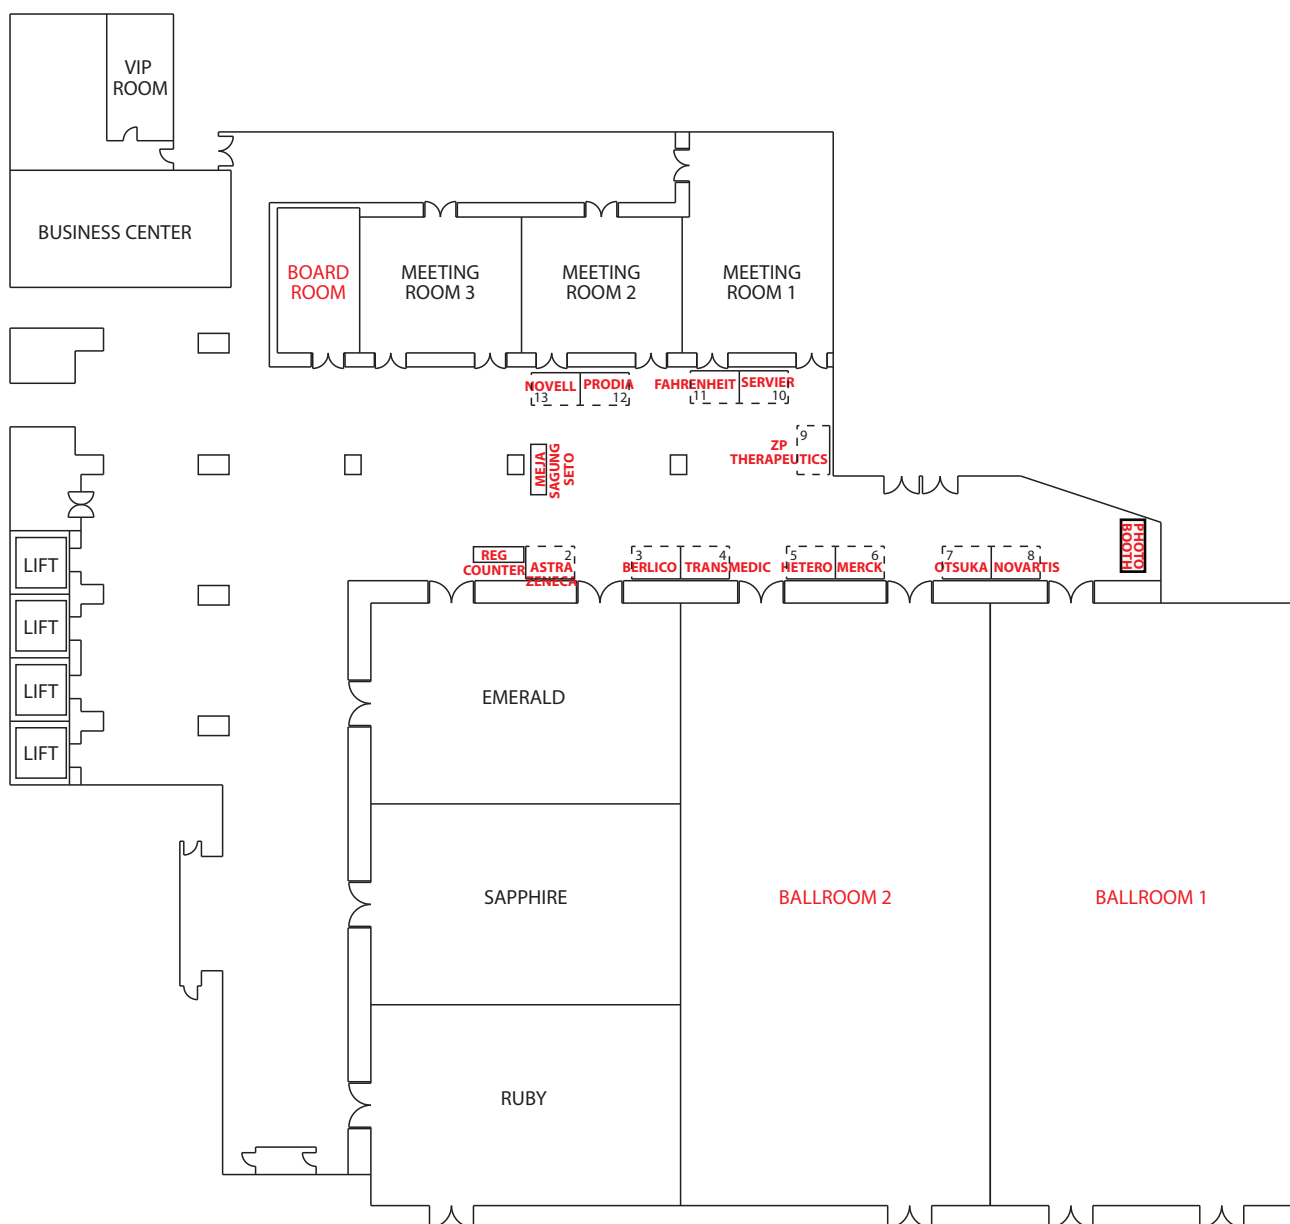 VIP
ROOM
BUSINESS CENTER
BOARD
ROOM
MEETING
ROOM 3
MEETING
ROOM 2
MEETING
ROOM 1
NOVELL
13
PRODIA
12
FAHRENHEIT
11
SERVIER
10
9
ZP
THERAPEUTICS
MEJA
SAGUNG
SETO
PHOTO
BOOTH
REG
COUNTER
2
ASTRA
ZENECA
3
BERLICO
4
TRANSMEDIC
5
HETERO
6
MERCK
7
OTSUKA
8
NOVARTIS
LIFT
LIFT
LIFT
LIFT
EMERALD
SAPPHIRE
BALLROOM 2
BALLROOM 1
RUBY